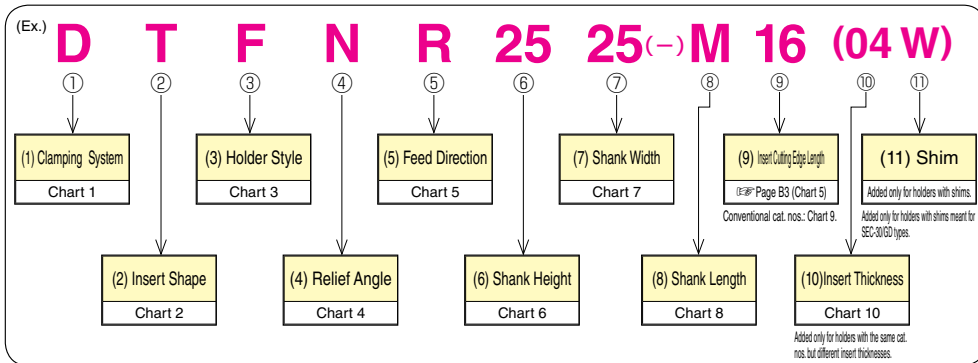 (Ex.) D T F N R 25 25(-) M 16 (04 W)
① ② ③ ④ ⑤ ⑥ ⑦ ⑧ ⑨ ⑩ ⑪
(1) Clamping System
Chart 1
(3) Holder Style
Chart 3
(5) Feed Direction
Chart 5
(7) Shank Width
Chart 7
(9) Insert Cutting Edge Length
☞ Page B3 (Chart 5)
Conventional cat. nos.: Chart 9.
(11) Shim
Added only for holders with shims.
Added only for holders with shims meant for
SEC-30/GD types.
(2) Insert Shape
Chart 2
(4) Relief Angle
Chart 4
(6) Shank Height
Chart 6
(8) Shank Length
Chart 8
(10)Insert Thickness
Chart 10
Added only for holders with the same cat.
nos. but different insert thicknesses.